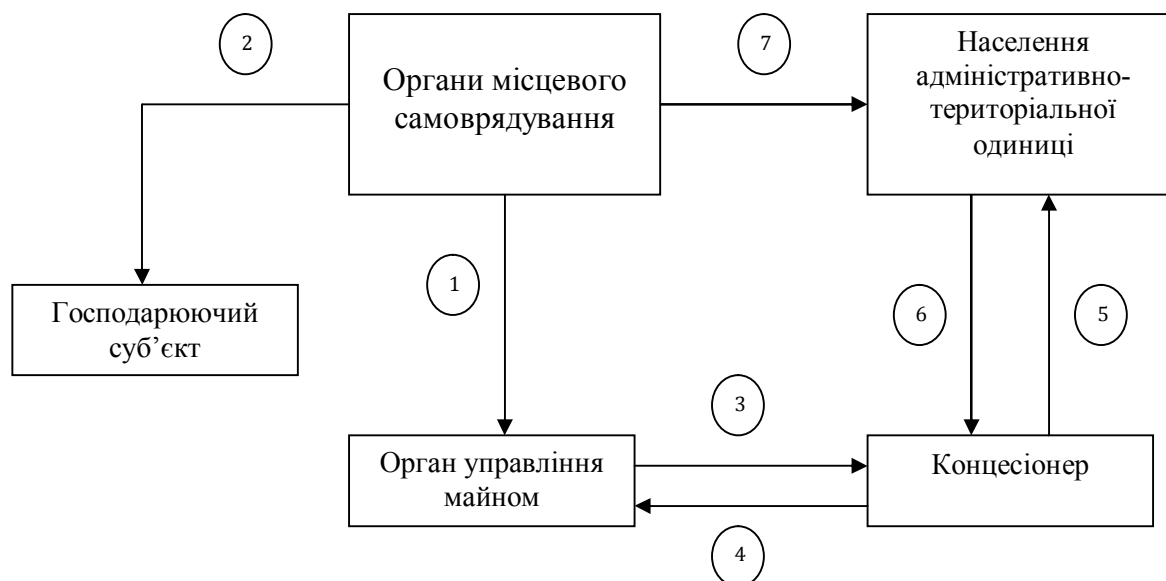 2
Органи місцевого
самоврядування
7
Населення
адміністративно-
територіальної
одиниці
1
Господарюючий
суб’єкт
6
5
3
Орган управління
майном
Концесіонер
4